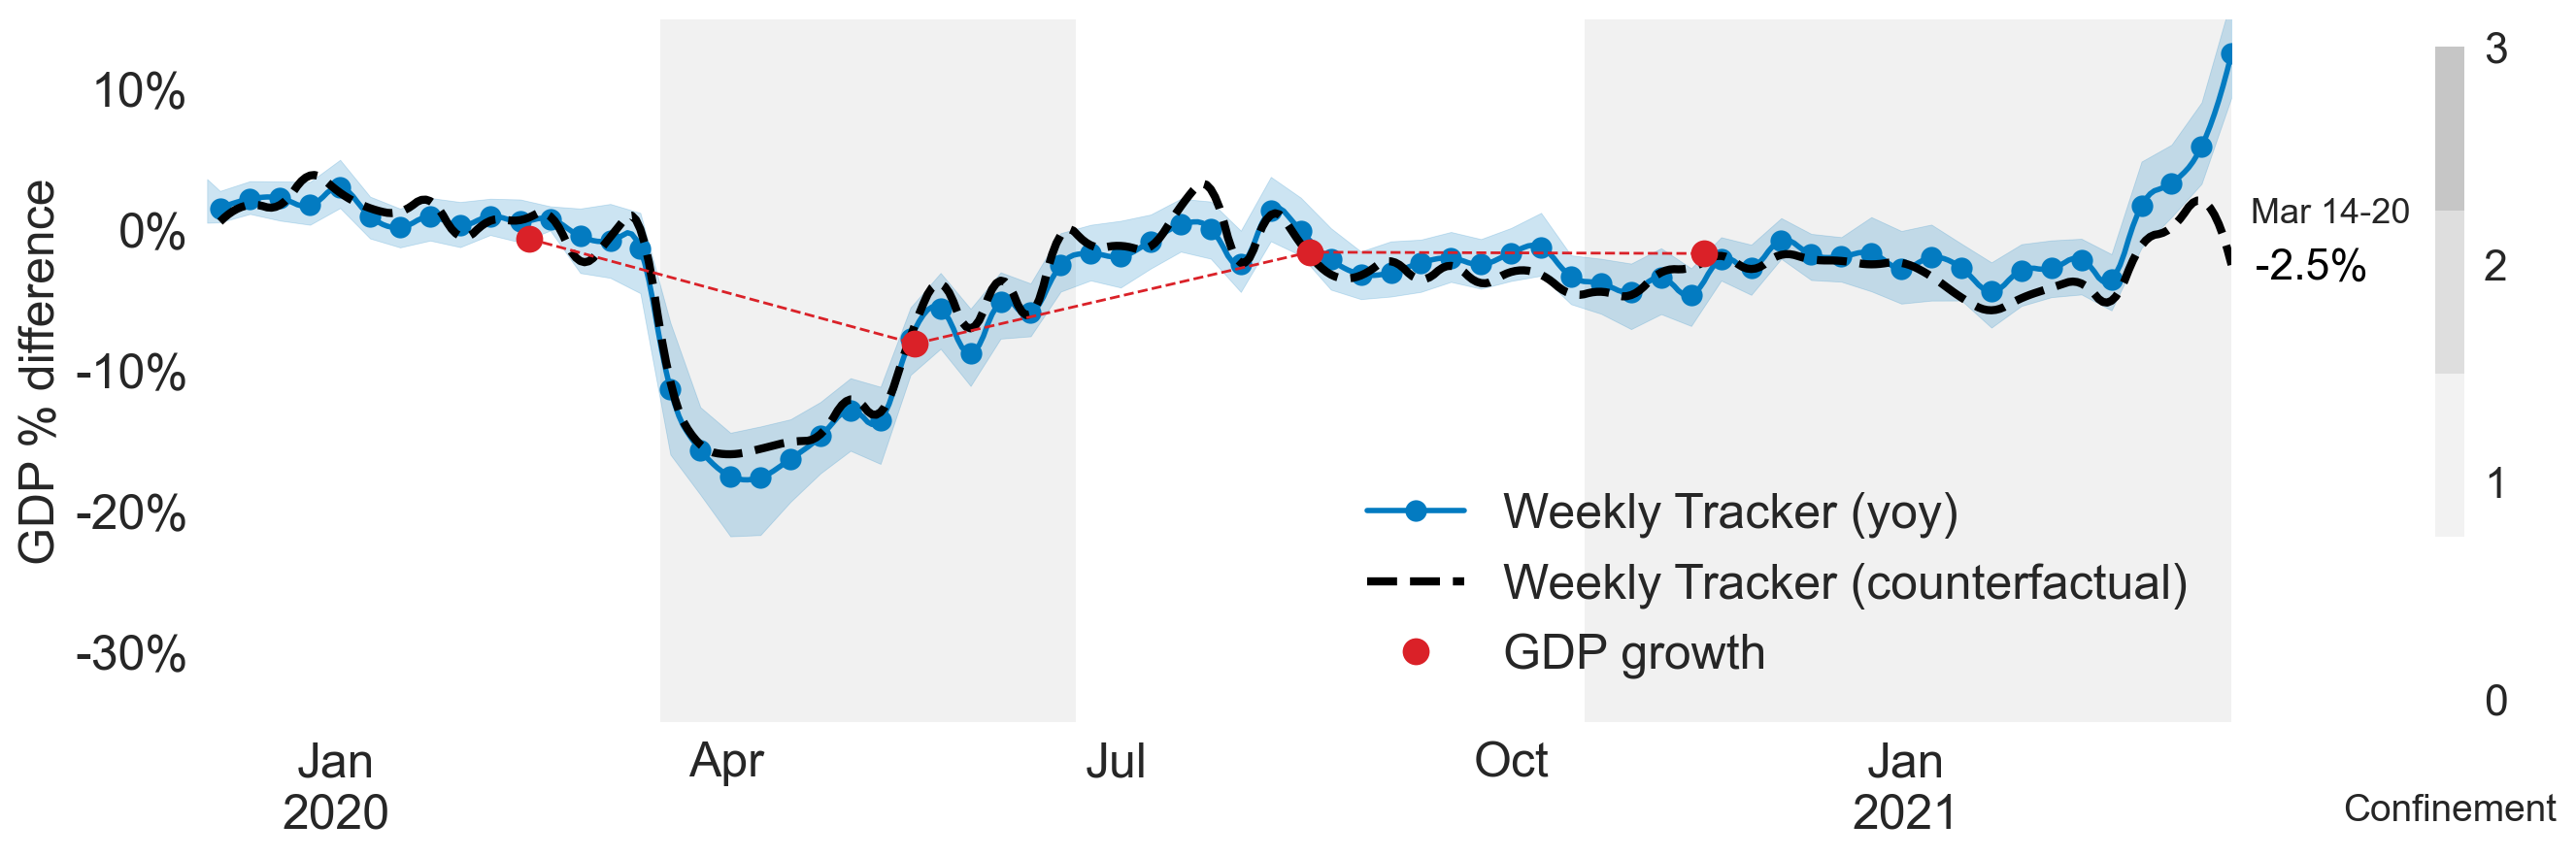 GDP % difference
10%
0%
-10%
-20%
-30%
Jan
2020
Apr
Jul
Oct
Jan
2021
Weekly Tracker (yoy)
Weekly Tracker (counterfactual)
GDP growth
Mar 14-20
-2.5%
3
2
1
0
Confinement